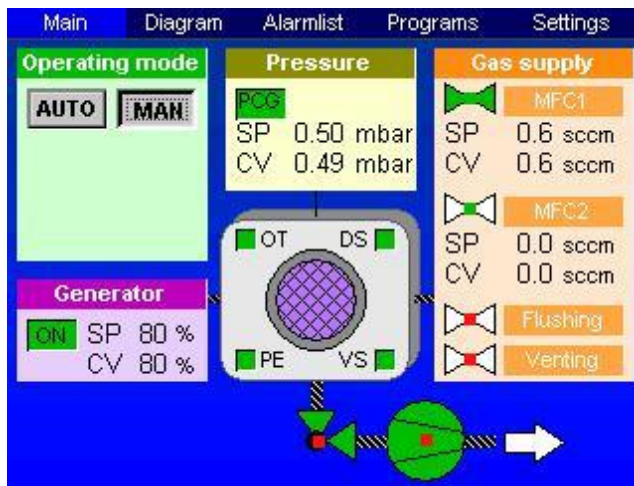 Main Diagram Alarmlist Programs Settings
Operating mode
AUTO MAN
Pressure
PCG
SP 0.50 mbar
CV 0.49 mbar
Gas supply
MFC1
SP 0.6 sccm
CV 0.6 sccm
MFC2
SP 0.0 sccm
CV 0.0 sccm
Flushing
Venting
OT DS
PE VS
Generator
ON SP 80 %
CV 80 %